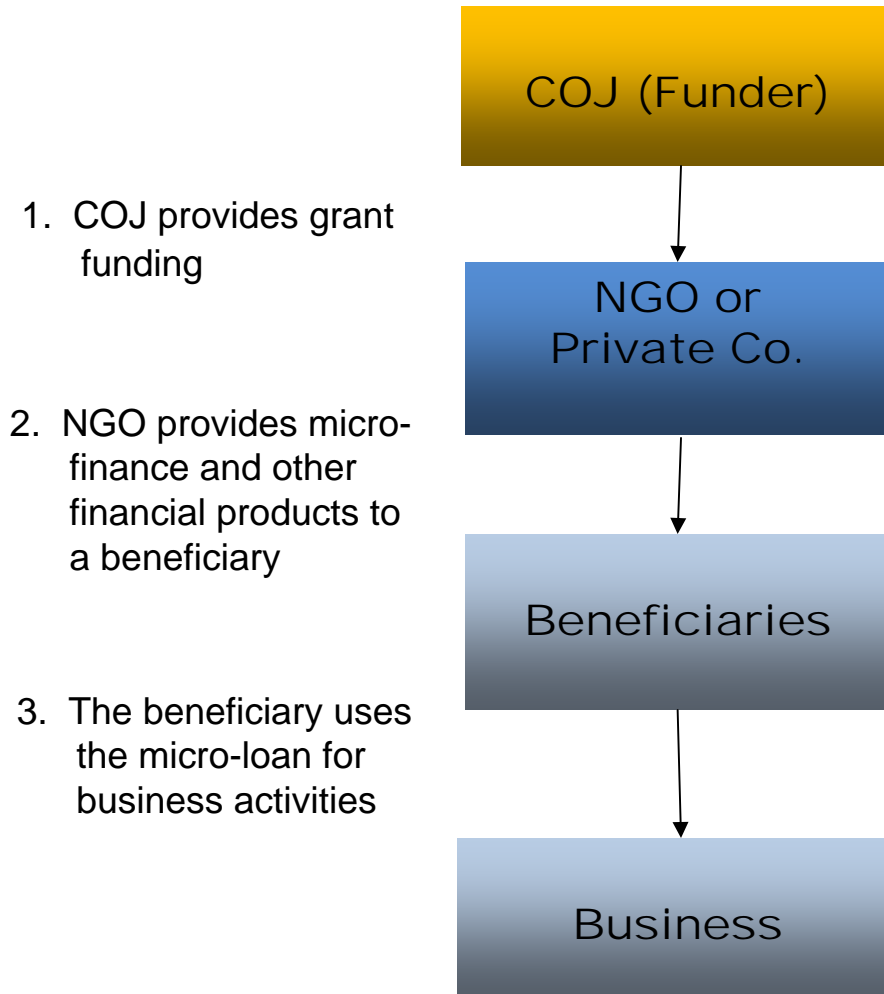 COJ (Funder)
1. COJ provides grant
funding
NGO or
Private Co.
2. NGO provides micro-
finance and other
financial products to
a beneficiary
Beneficiaries
3. The beneficiary uses
the micro-loan for
business activities
Business